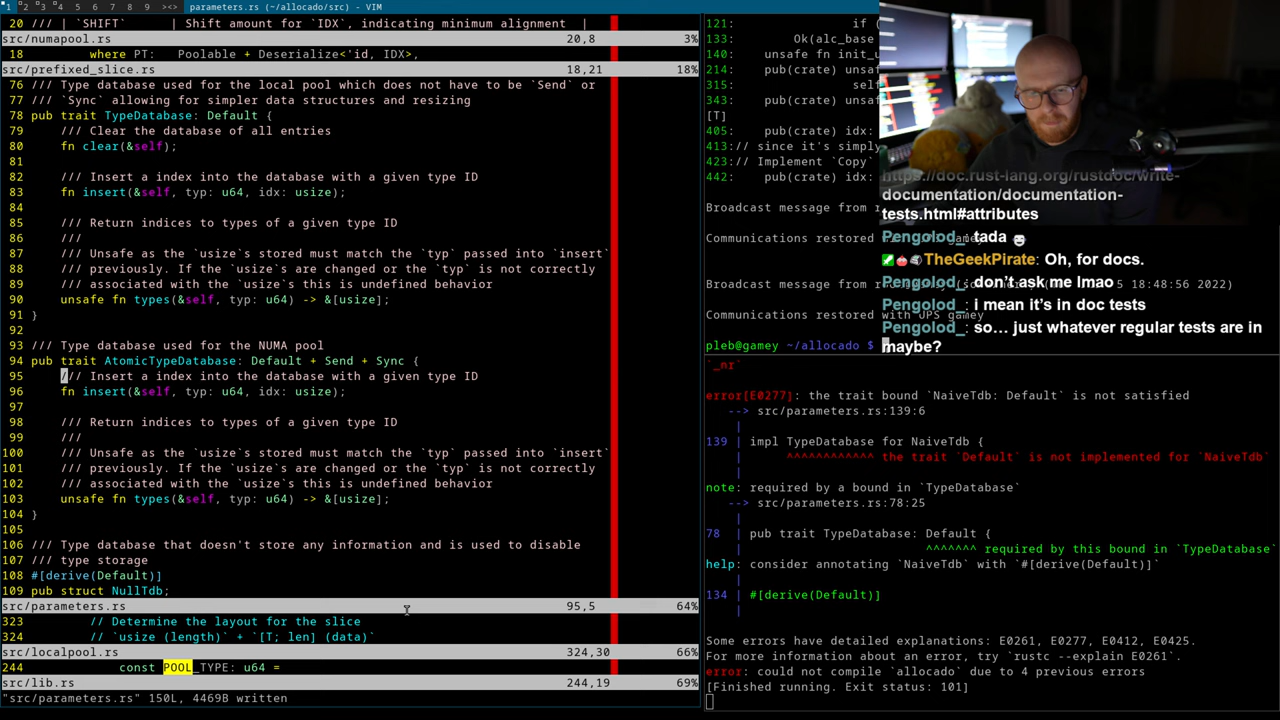 1 2 3 4 5 6 7 8 9 ><> parameters.rs (~/allocado/src) - VIM
20 /// | `SHIFT` | Shift amount for `IDX`, indicating minimum alignment |
src/numapool.rs 20,8 3%
18 where PT: Poolable + Deserialize<'id, IDX>,
src/prefixed_slice.rs 18,21 18%
76 /// Type database used for the local pool which does not have to be `Send` or
77 /// `Sync` allowing for simpler data structures and resizing
78 pub trait TypeDatabase: Default {
79 /// Clear the database of all entries
80 fn clear(&self);
81
82 /// Insert a index into the database with a given type ID
83 fn insert(&self, typ: u64, idx: usize);
84
85 /// Return indices to types of a given type ID
86 ///
87 /// Unsafe as the `usize`s stored must match the `typ` passed into `insert`
88 /// previously. If the `usize`s are changed or the `typ` is not correctly
89 /// associated with the `usize`s this is undefined behavior
90 unsafe fn types(&self, typ: u64) -> &[usize];
91 }
92
93 /// Type database used for the NUMA pool
94 pub trait AtomicTypeDatabase: Default + Send + Sync {
95 /// Insert a index into the database with a given type ID
96 fn insert(&self, typ: u64, idx: usize);
97
98 /// Return indices to types of a given type ID
99 ///
100 /// Unsafe as the `usize`s stored must match the `typ` passed into `insert`
101 /// previously. If the `usize`s are changed or the `typ` is not correctly
102 /// associated with the `usize`s this is undefined behavior
103 unsafe fn types(&self, typ: u64) -> &[usize];
104 }
105
106 /// Type database that doesn't store any information and is used to disable
107 /// type storage
108 #[derive(Default)]
109 pub struct NullTdb;
src/parameters.rs 95,5 64%
323 // Determine the layout for the slice
324 // `usize (length)` + `[T; len] (data)`
src/localpool.rs 324,30 66%
244 const POOL_TYPE: u64 =
src/lib.rs 244,19 69%
"src/parameters.rs" 150L, 4469B written
121: if (
133: Ok(alc_base
140: unsafe fn init_u
214: pub(crate) unsaf
315: self
343: pub(crate) unsaf
[T]
405: pub(crate) idx:
413:// since it's simply
423:// Implement `Copy`
442: pub(crate) idx:
Broadcast message from r
Communications restored
Broadcast message from r 5 18:48:56 2022)
Communications restored with UPS gamey
pleb@gamey ~/allocado $
https://doc.rust-lang.org/rustdoc/write-
documentation/documentation-
tests.html#attributes
Pengolod_: tada
TheGeekPirate: Oh, for docs.
Pengolod_: don't ask me lmao
Pengolod_: i mean it's in doc tests
Pengolod_: so… just whatever regular tests are in
maybe?
`_nr`
error[E0277]: the trait bound `NaiveTdb: Default` is not satisfied
--> src/parameters.rs:139:6
|
139 | impl TypeDatabase for NaiveTdb {
| ^^^^^^^^^^^^ the trait `Default` is not implemented for `NaiveTdb`
|
note: required by a bound in `TypeDatabase`
--> src/parameters.rs:78:25
|
78 | pub trait TypeDatabase: Default {
| ^^^^^^^ required by this bound in `TypeDatabase`
help: consider annotating `NaiveTdb` with `#[derive(Default)]`
|
134 | #[derive(Default)]
|
Some errors have detailed explanations: E0261, E0277, E0412, E0425.
For more information about an error, try `rustc --explain E0261`.
error: could not compile `allocado` due to 4 previous errors
[Finished running. Exit status: 101]